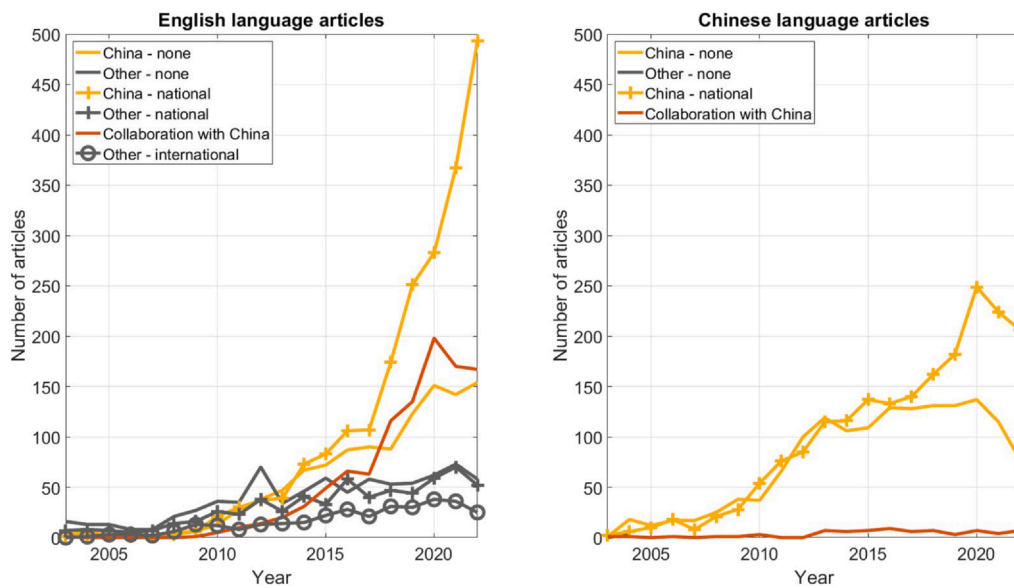 English language articles
500
450
400
350
300
250
200
150
100
50
0
Number of articles
China - none
Other - none
China - national
Other - national
Collaboration with China
Other - international
2005
2010
2015
2020
Year
Chinese language articles
500
450
400
350
300
250
200
150
100
50
0
Number of articles
China - none
Other - none
China - national
Collaboration with China
2005
2010
2015
2020
Year